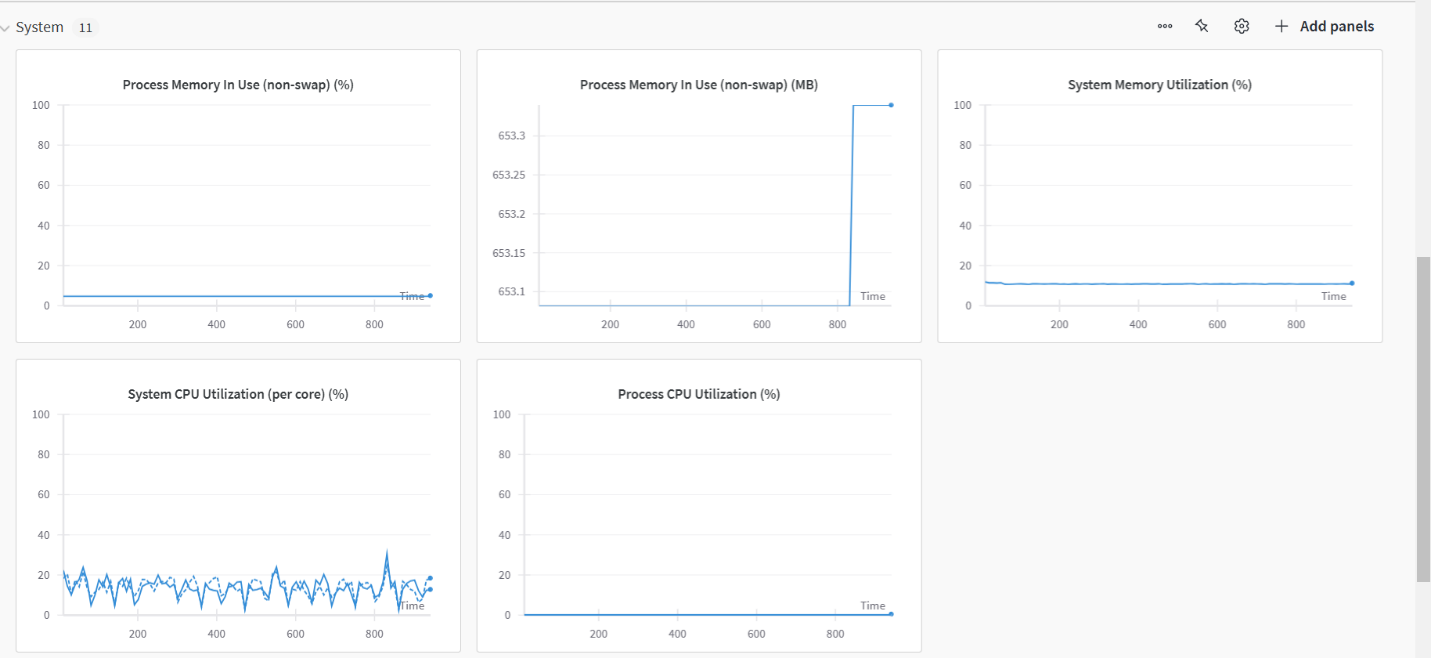 System 11
Add panels
Process Memory In Use (non-swap) (%)
100
80
60
40
20
0
Time
200 400 600 800
Process Memory In Use (non-swap) (MB)
653.3
653.25
653.2
653.15
653.1
Time
200 400 600 800
System Memory Utilization (%)
100
80
60
40
20
0
Time
200 400 600 800
System CPU Utilization (per core) (%)
100
80
60
40
20
0
Time
200 400 600 800
Process CPU Utilization (%)
100
80
60
40
20
0
Time
200 400 600 800